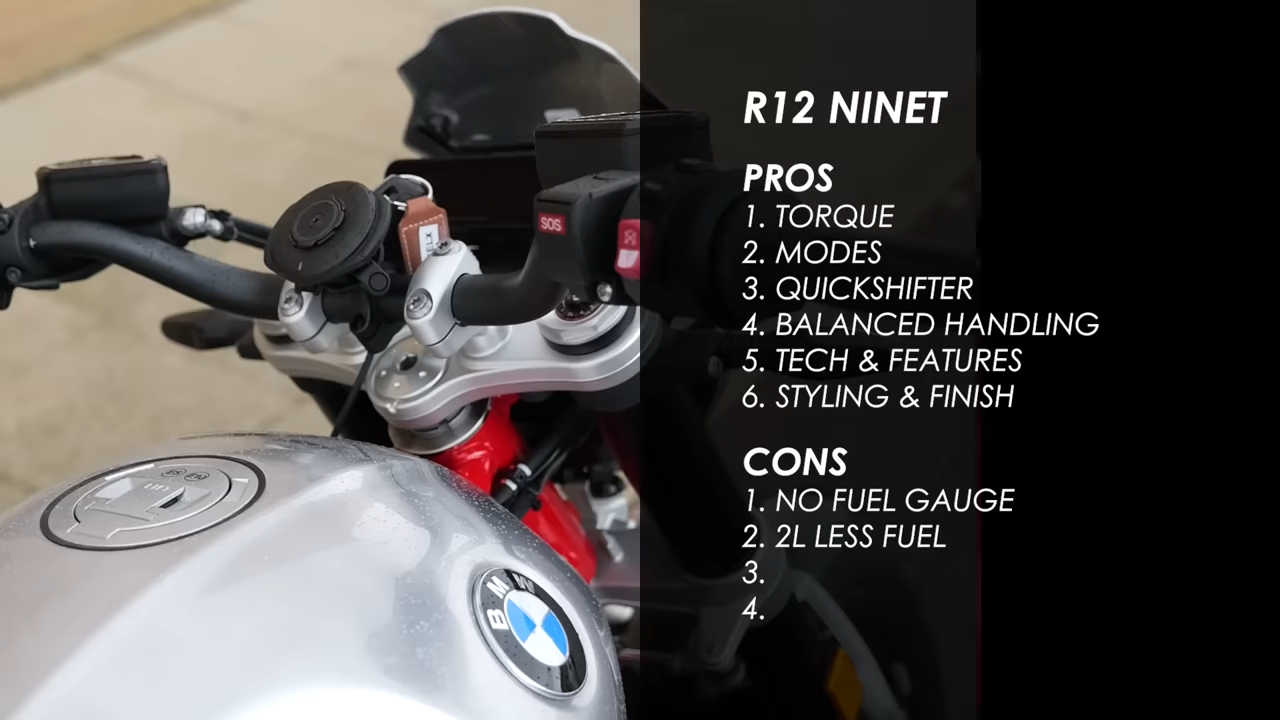 R12 NINET
PROS
1. TORQUE
2. MODES
3. QUICKSHIFTER
4. BALANCED HANDLING
5. TECH & FEATURES
6. STYLING & FINISH
CONS
1. NO FUEL GAUGE
2. 2L LESS FUEL
3.
4.
SOS
BMW